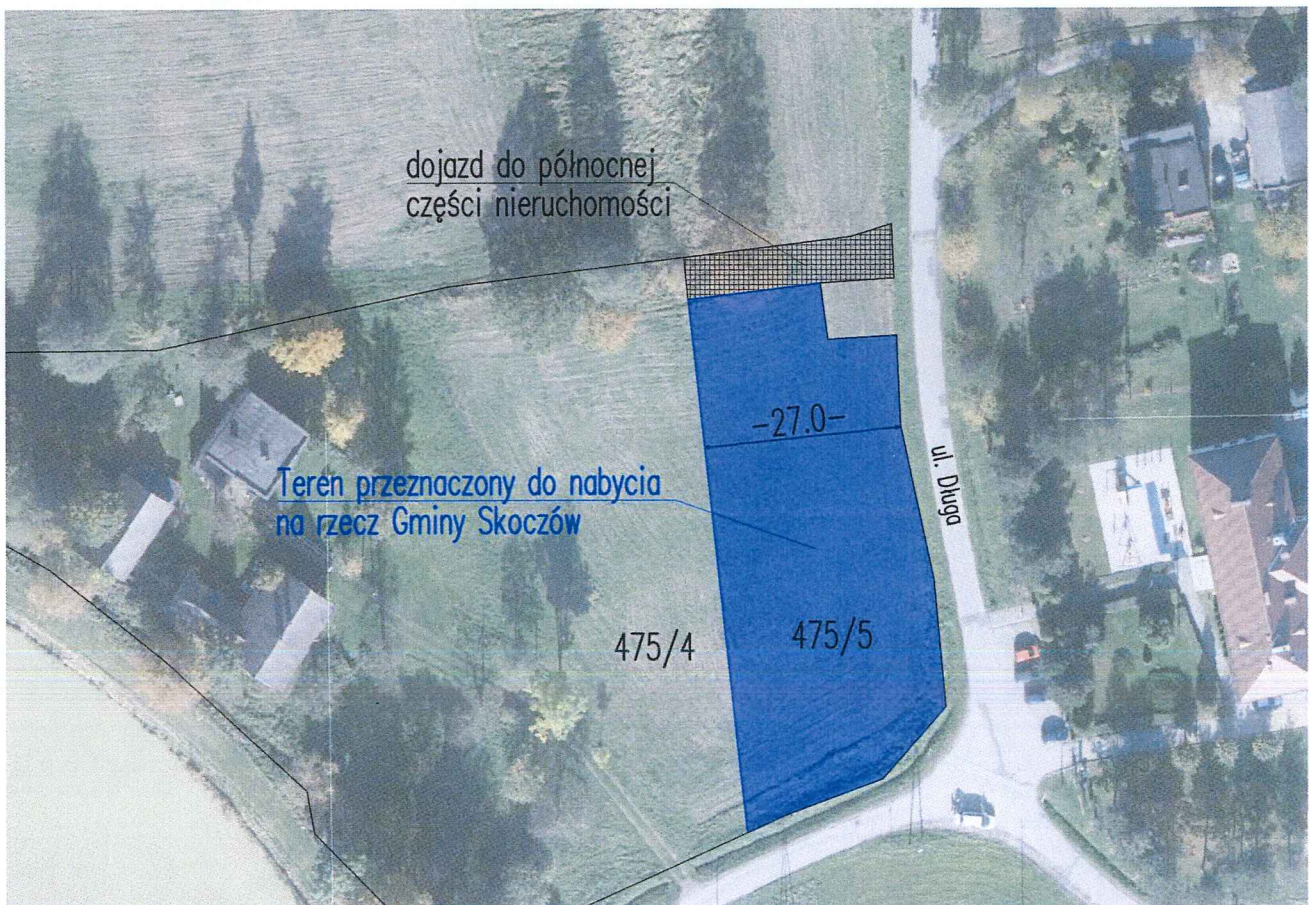 dojazd do północnej
części nieruchomości
-27.0-
ul. Długa
Teren przeznaczony do nabycia
na rzecz Gminy Skoczów
475/4
475/5